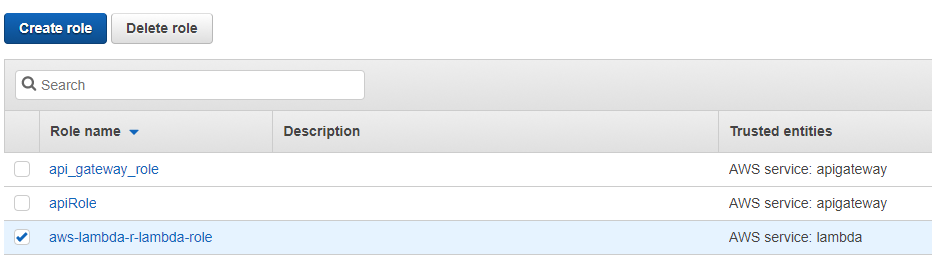 Create role Delete role
Search
Role name Description Trusted entities
api_gateway_role AWS service: apigateway
apiRole AWS service: apigateway
aws-lambda-r-lambda-role AWS service: lambda